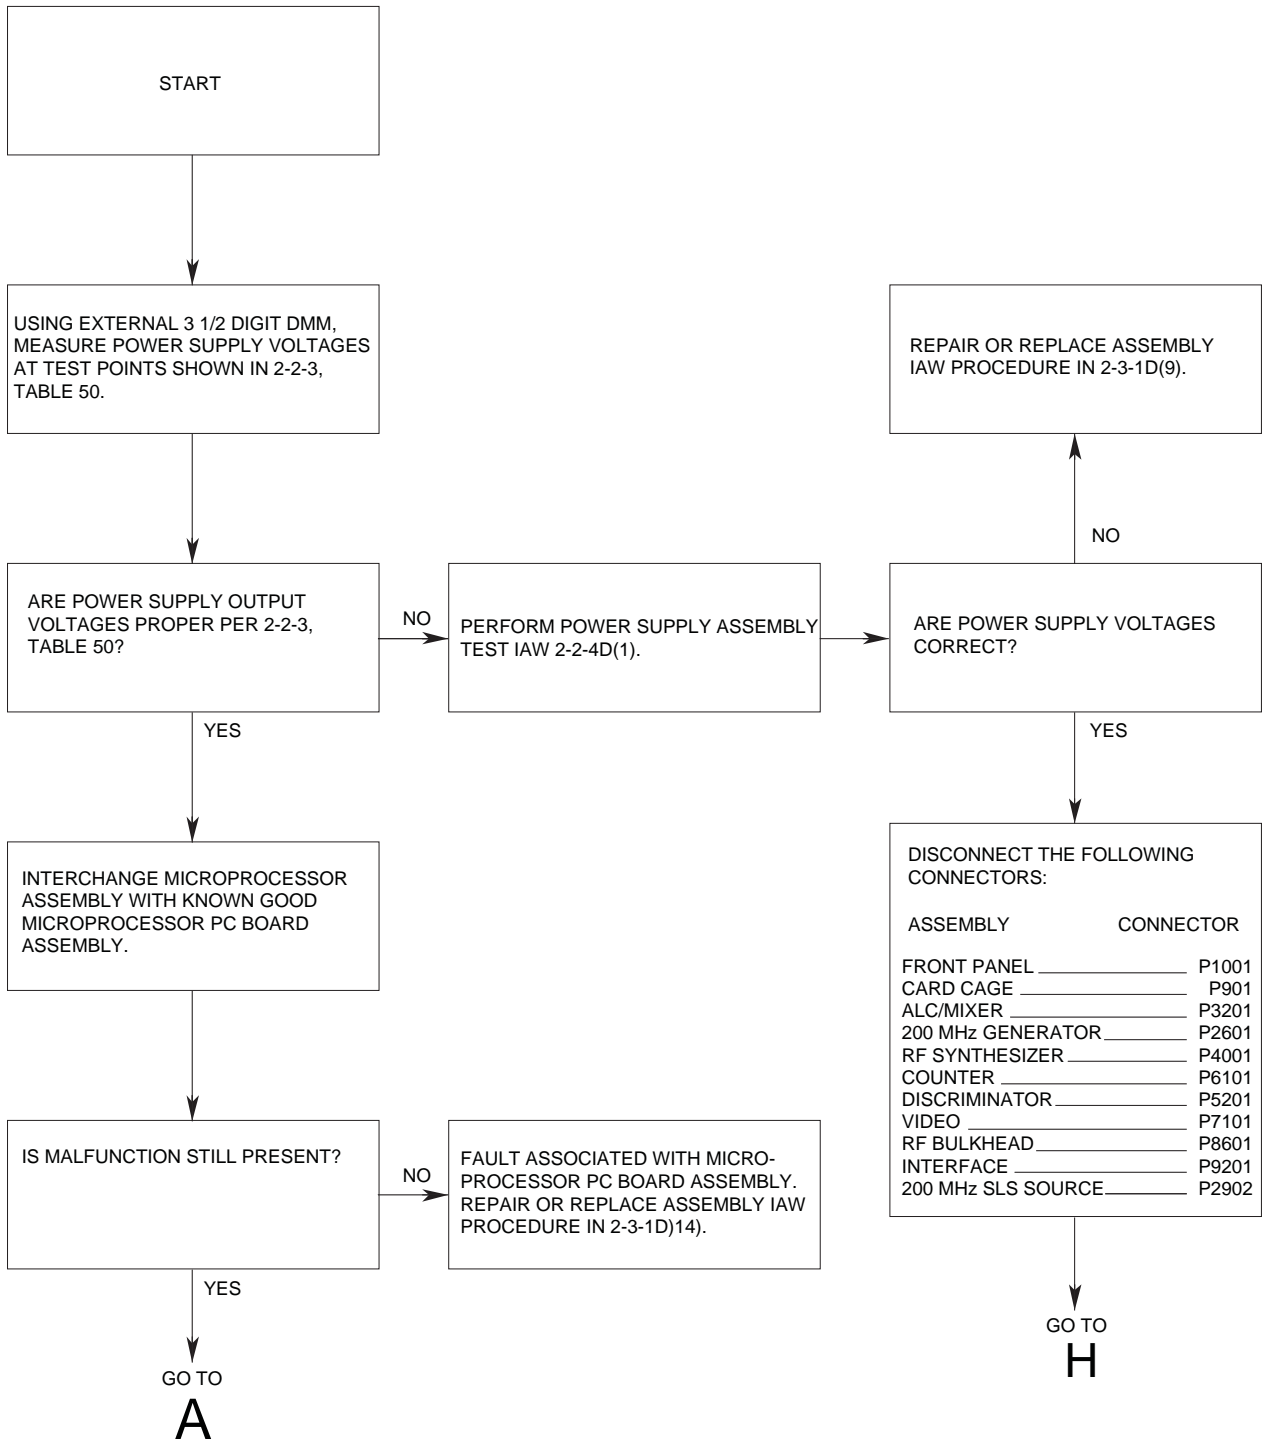 START
USING EXTERNAL 3 1/2 DIGIT DMM,
MEASURE POWER SUPPLY VOLTAGES
AT TEST POINTS SHOWN IN 2-2-3,
TABLE 50.
REPAIR OR REPLACE ASSEMBLY
IAW PROCEDURE IN 2-3-1D(9).
NO
ARE POWER SUPPLY OUTPUT
VOLTAGES PROPER PER 2-2-3,
TABLE 50?
NO
PERFORM POWER SUPPLY ASSEMBLY
TEST IAW 2-2-4D(1).
ARE POWER SUPPLY VOLTAGES
CORRECT?
YES
YES
INTERCHANGE MICROPROCESSOR
ASSEMBLY WITH KNOWN GOOD
MICROPROCESSOR PC BOARD
ASSEMBLY.
DISCONNECT THE FOLLOWING
CONNECTORS:
ASSEMBLY CONNECTOR
FRONT PANEL P1001
CARD CAGE P901
ALC/MIXER P3201
200 MHz GENERATOR P2601
RF SYNTHESIZER P4001
COUNTER P6101
DISCRIMINATOR P5201
VIDEO P7101
RF BULKHEAD P8601
INTERFACE P9201
200 MHz SLS SOURCE P2902
IS MALFUNCTION STILL PRESENT?
NO
FAULT ASSOCIATED WITH MICRO-
PROCESSOR PC BOARD ASSEMBLY.
REPAIR OR REPLACE ASSEMBLY IAW
PROCEDURE IN 2-3-1D)14).
YES
GO TO
A
GO TO
H